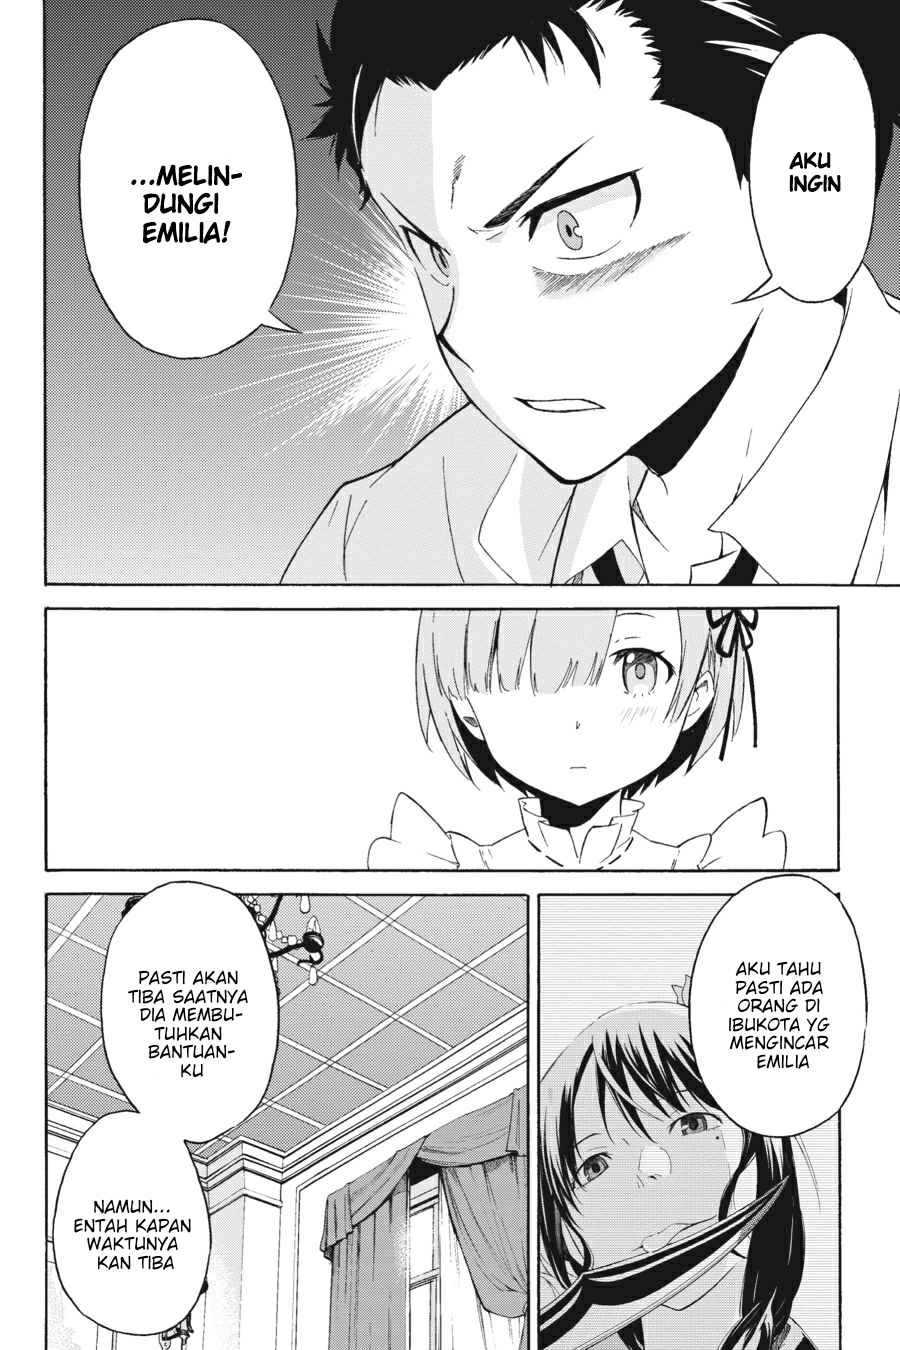 AKU
INGIN
...MELIN-
DUNGI
EMILIA!
AKU TAHU
PASTI ADA
ORANG DI
IBUKOTA YG
MENGINCAR
EMILIA
PASTI AKAN
TIBA SAATNYA
DIA MEMBU-
TUHKAN
BANTUAN-
KU
NAMUN...
ENTAH KAPAN
WAKTUNYA
KAN TIBA